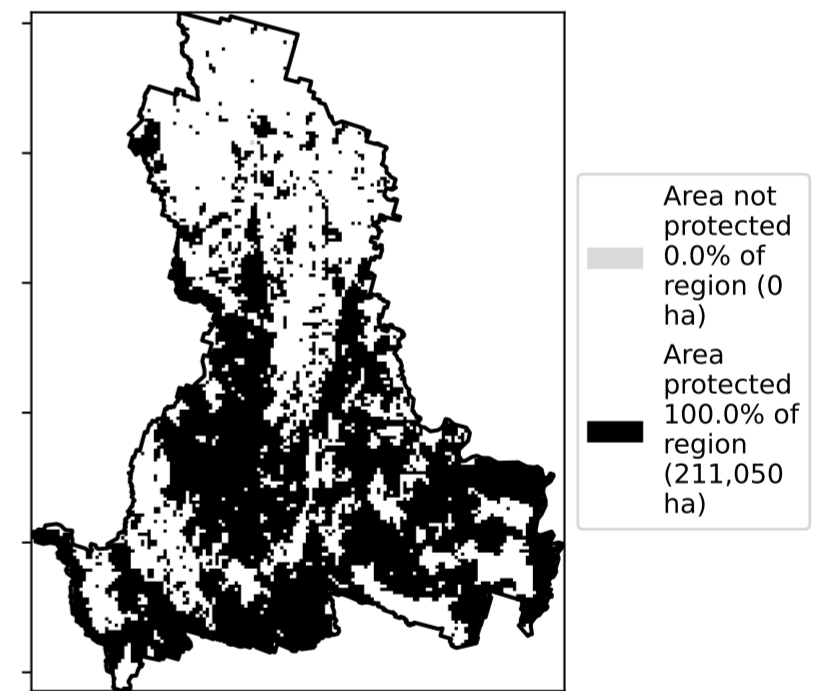 Area not
protected
0.0% of
region (0
ha)
Area
protected
100.0% of
region
(211,050
ha)